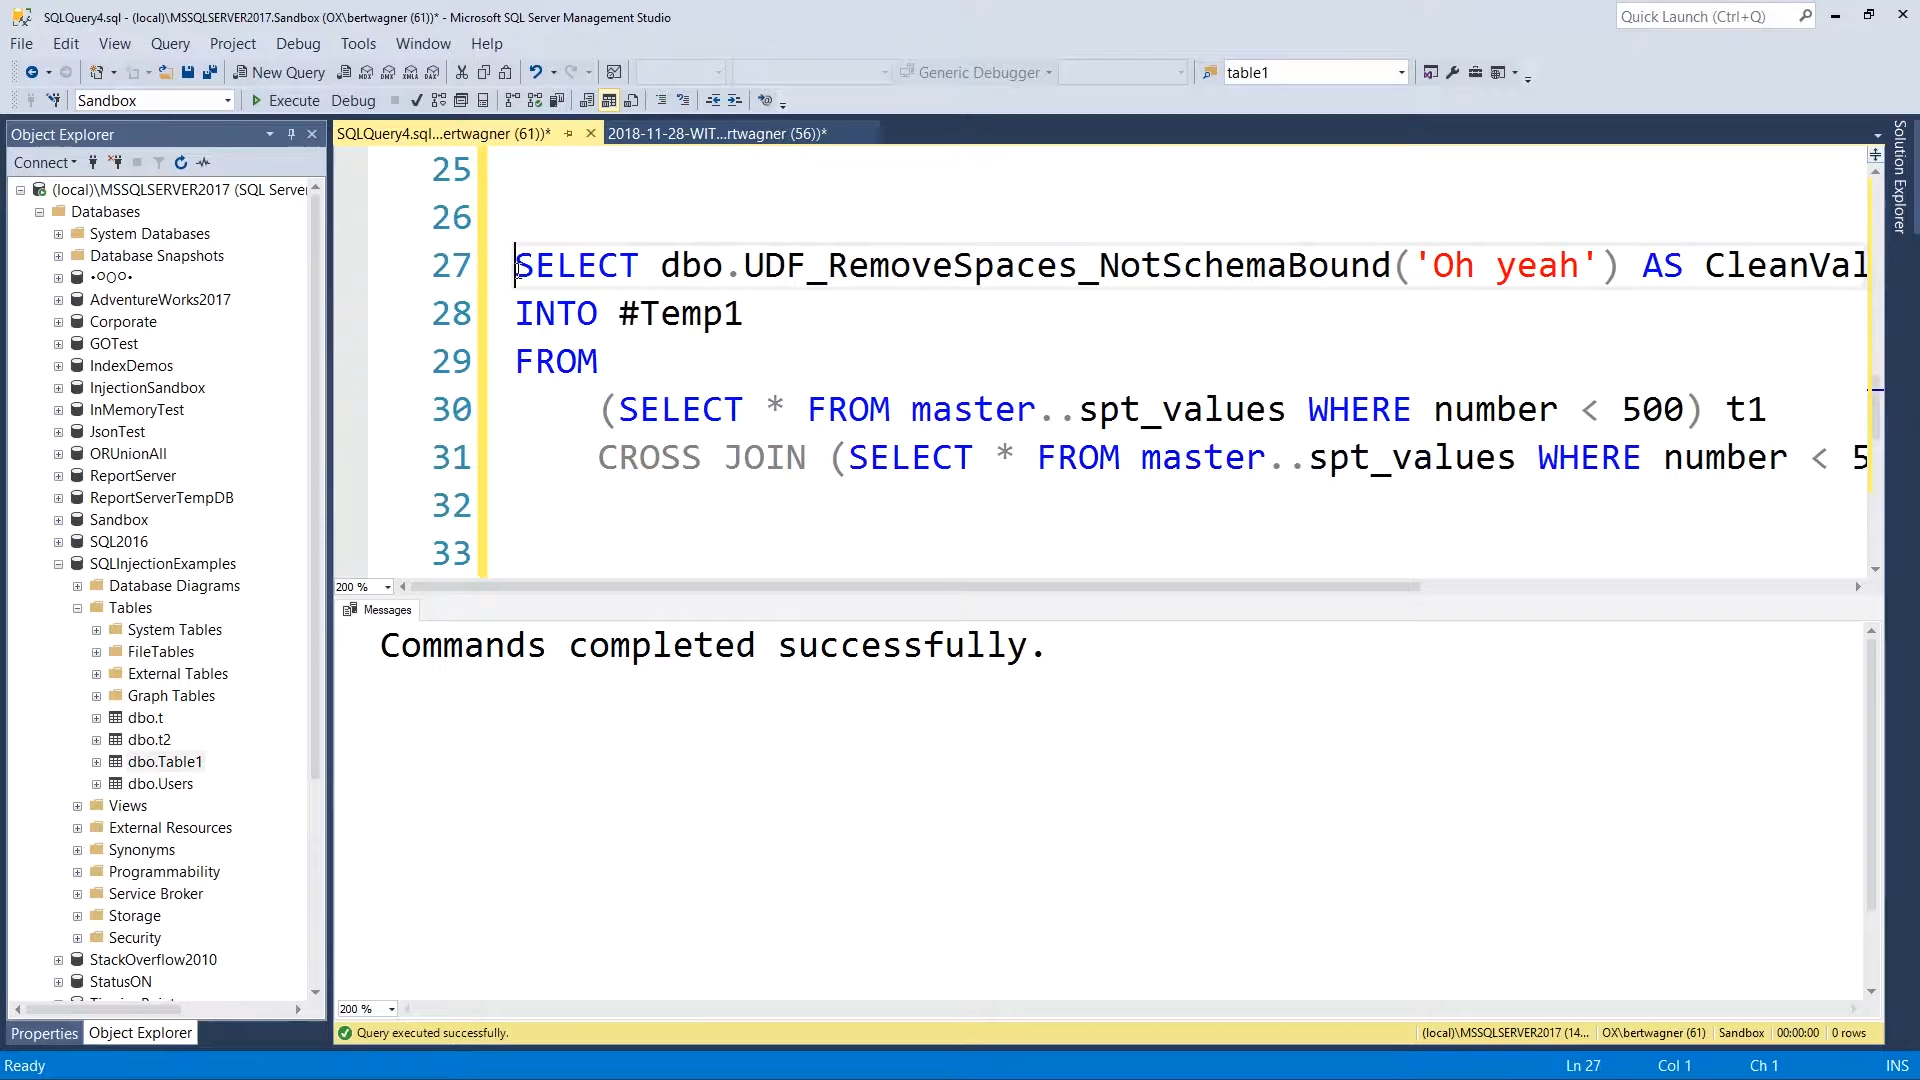 SQLQuery4.sql - (local)\MSSQLSERVER2017.Sandbox (OX\bertwagner (61))* - Microsoft SQL Server Management Studio
Quick Launch (Ctrl+Q)
File Edit View Query Project Debug Tools Window Help
New Query
Generic Debugger
table1
Sandbox
Execute Debug
Object Explorer
SQLQuery4.sql...ertwagner (61))*
2018-11-28-WIT...rtwagner (56))*
Solution Explorer
Connect
(local)\MSSQLSERVER2017 (SQL Server
Databases
System Databases
Database Snapshots
AdventureWorks2017
Corporate
GOTest
IndexDemos
InjectionSandbox
InMemoryTest
JsonTest
ORUnionAll
ReportServer
ReportServerTempDB
Sandbox
SQL2016
SQLInjectionExamples
Database Diagrams
Tables
System Tables
FileTables
External Tables
Graph Tables
dbo.t
dbo.t2
dbo.Table1
dbo.Users
Views
External Resources
Synonyms
Programmability
Service Broker
Storage
Security
StackOverflow2010
StatusON
Properties Object Explorer
25
26
27 SELECT dbo.UDF_RemoveSpaces_NotSchemaBound('Oh yeah') AS CleanVal
28 INTO #Temp1
29 FROM
30 (SELECT * FROM master..spt_values WHERE number < 500) t1
31 CROSS JOIN (SELECT * FROM master..spt_values WHERE number < 5
32
33
200 %
Messages
Commands completed successfully.
200 %
Query executed successfully.
(local)\MSSQLSERVER2017 (14... OX\bertwagner (61) Sandbox 00:00:00 0 rows
Ready
Ln 27 Col 1 Ch 1 INS